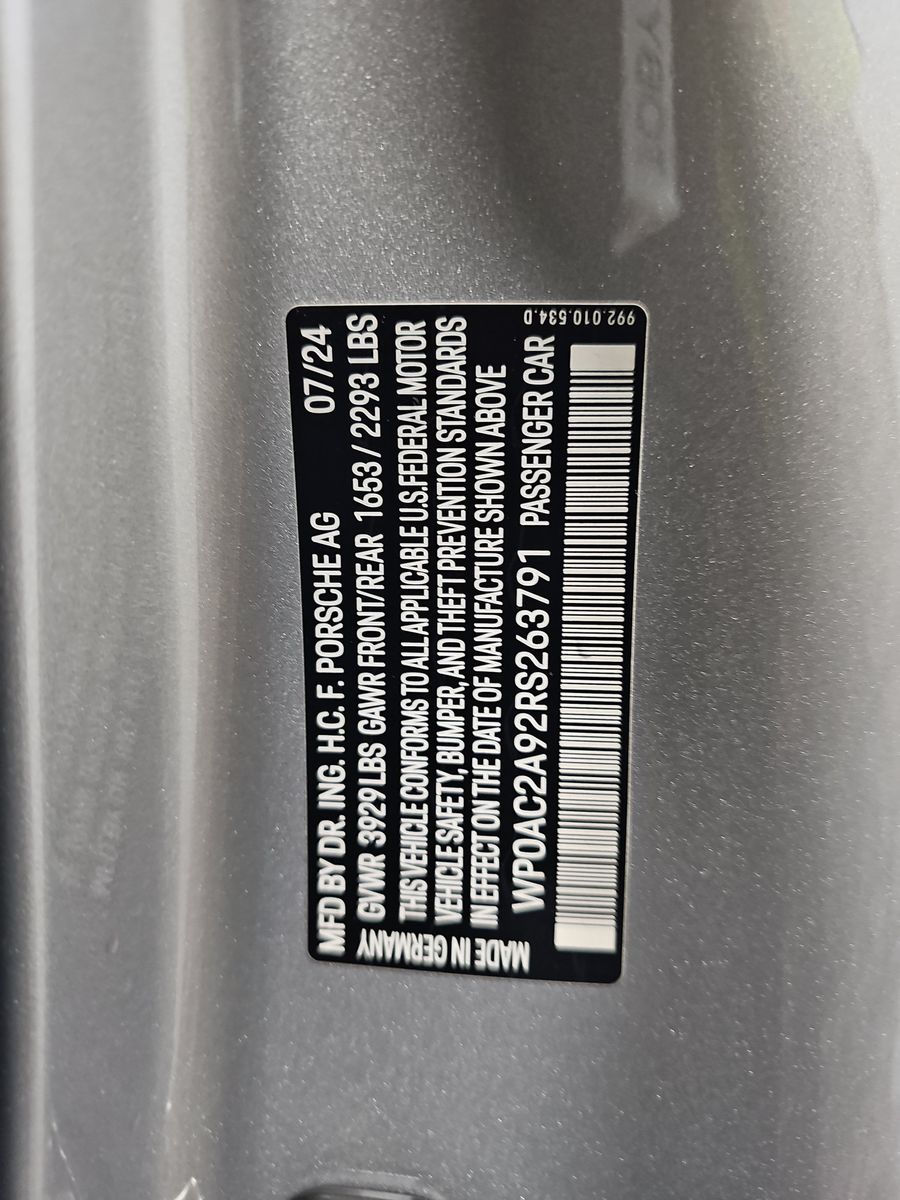 MFD BY DR. ING. H.C. F. PORSCHE AG 07/24
GVWR 3929 LBS GAWR FRONT/REAR 1653 / 2293 LBS
THIS VEHICLE CONFORMS TO ALL APPLICABLE U.S.FEDERAL MOTOR
VEHICLE SAFETY, BUMPER, AND THEFT PREVENTION STANDARDS
IN EFFECT ON THE DATE OF MANUFACTURE SHOWN ABOVE
WP0AC2A92RS263791 PASSENGER CAR
MADE IN GERMANY
992.010.534.D